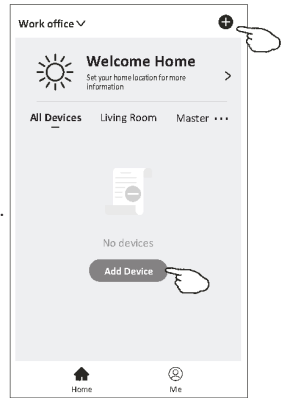 Work office
Welcome Home
Set your home location for more
information
All Devices Living Room Master
No devices
Add Device
Home Me